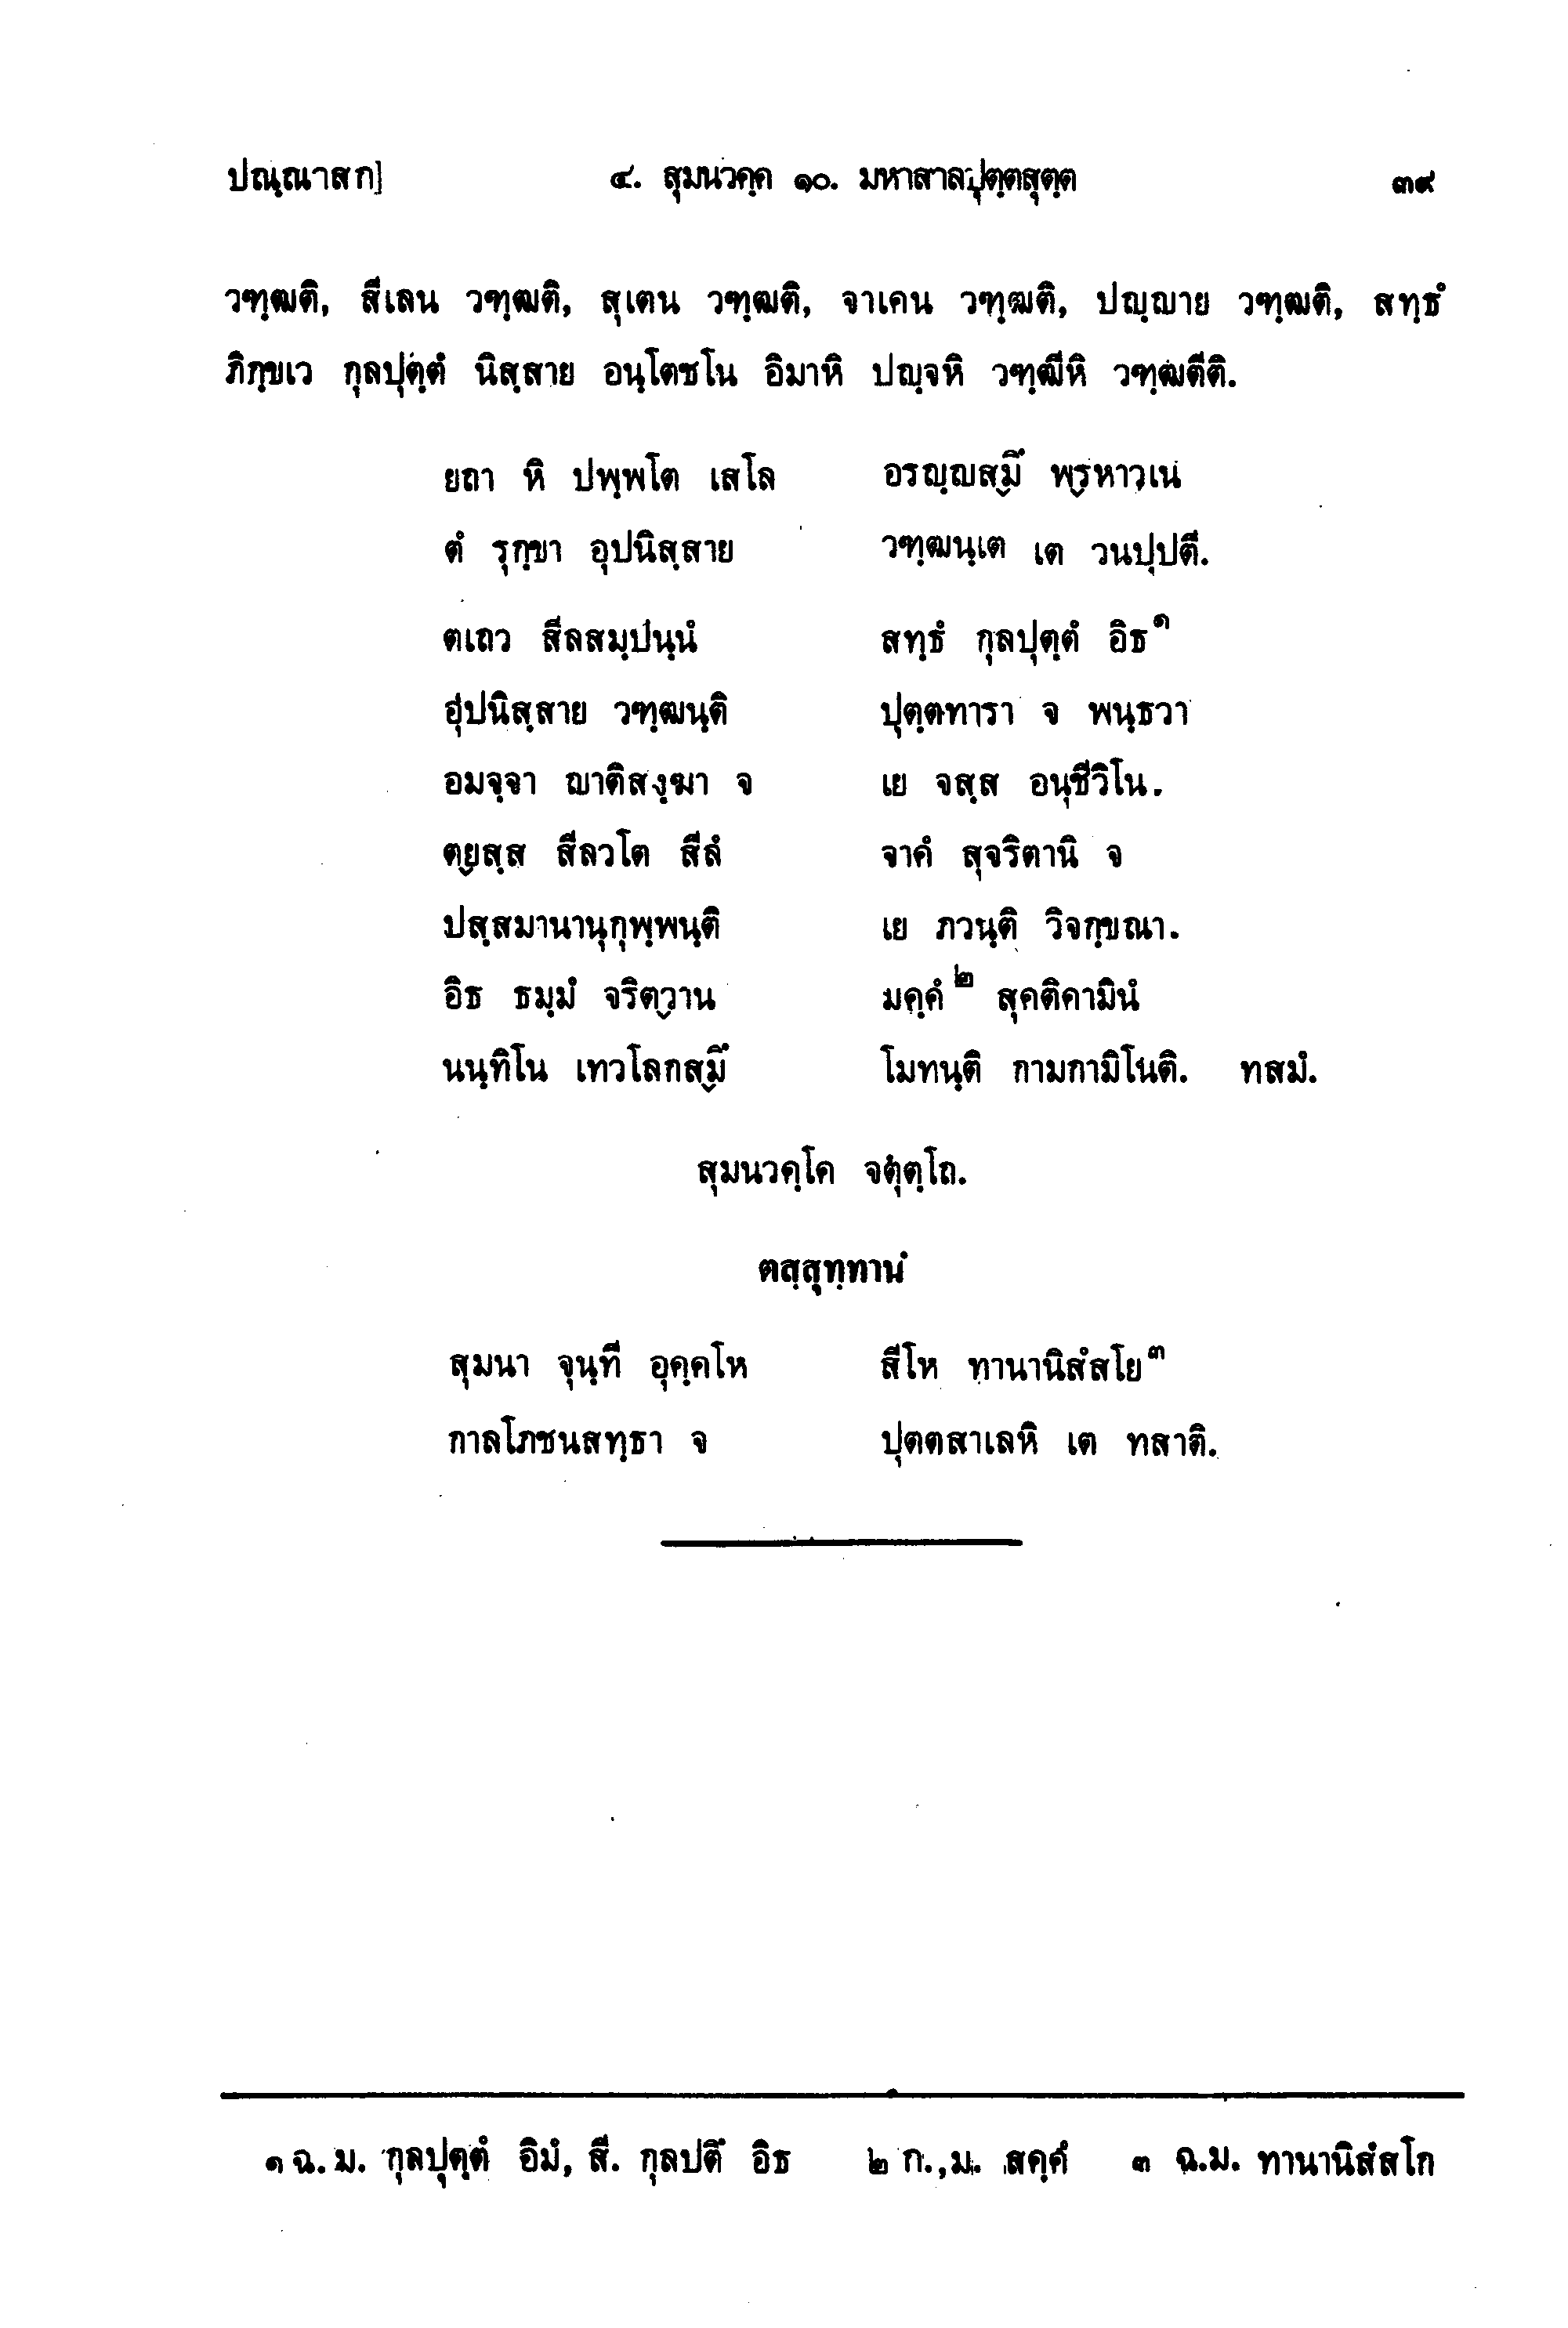 ปณฺณาสก] ๔. สุมนวคฺค ๑๐. มหาสาลปุตฺตสุตฺต ๓๙
วฑฺฒติ, สีเลน วฑฺฒติ, สุเตน วฑฺฒติ, จาเคน วฑฺฒติ, ปญฺญาย วฑฺฒติ, สทฺธํ
ภิกฺขเว กุลปุตฺตํ นิสฺสาย อนฺโตชโน อิมาหิ ปญฺจหิ วฑฺฒีหิ วฑฺฒตีติ.
ยถา หิ ปพฺพโต เสโล อรญฺญสฺมึ พฺรหาวเน
ตํ รุกฺขา อุปนิสฺสาย วฑฺฒนฺเต เต วนปฺปตี.
ตเถว สีลสมฺปนฺนํ สทฺธํ กุลปุตฺตํ อิธ๑
อุปนิสฺสาย วฑฺฒนฺติ ปุตฺตทารา จ พนฺธวา
อมจฺจา ญาติสงฺฆา จ เย จสฺส อนุชีวิโน.
ตฺยสฺส สีลวโต สีลํ จาคํ สุจริตานิ จ
ปสฺสมานานุกุพฺพนฺติ เย ภวนฺติ วิจกฺขณา.
อิธ ธมฺมํ จริตฺวาน มคฺคํ๒ สุคติคามินํ
นนฺทิโน เทวโลกสฺมึ โมทนฺติ กามกามิโนติ. ทสมํ.
สุมนวคฺโค จตุตฺโถ.
ตสฺสุทฺทานํ
สุมนา จุนฺที อุคฺคโห สีโห ทานานิสํสโย๓
กาลโภชนสทฺธา จ ปุตตสาเลหิ เต ทสาติ.
๑ ฉ.ม. กุลปุตฺตํ อิมํ, สี. กุลปตึ อิธ ๒ ก.,ม. สคฺคํ ๓ ฉ.ม. ทานานิสํสโก